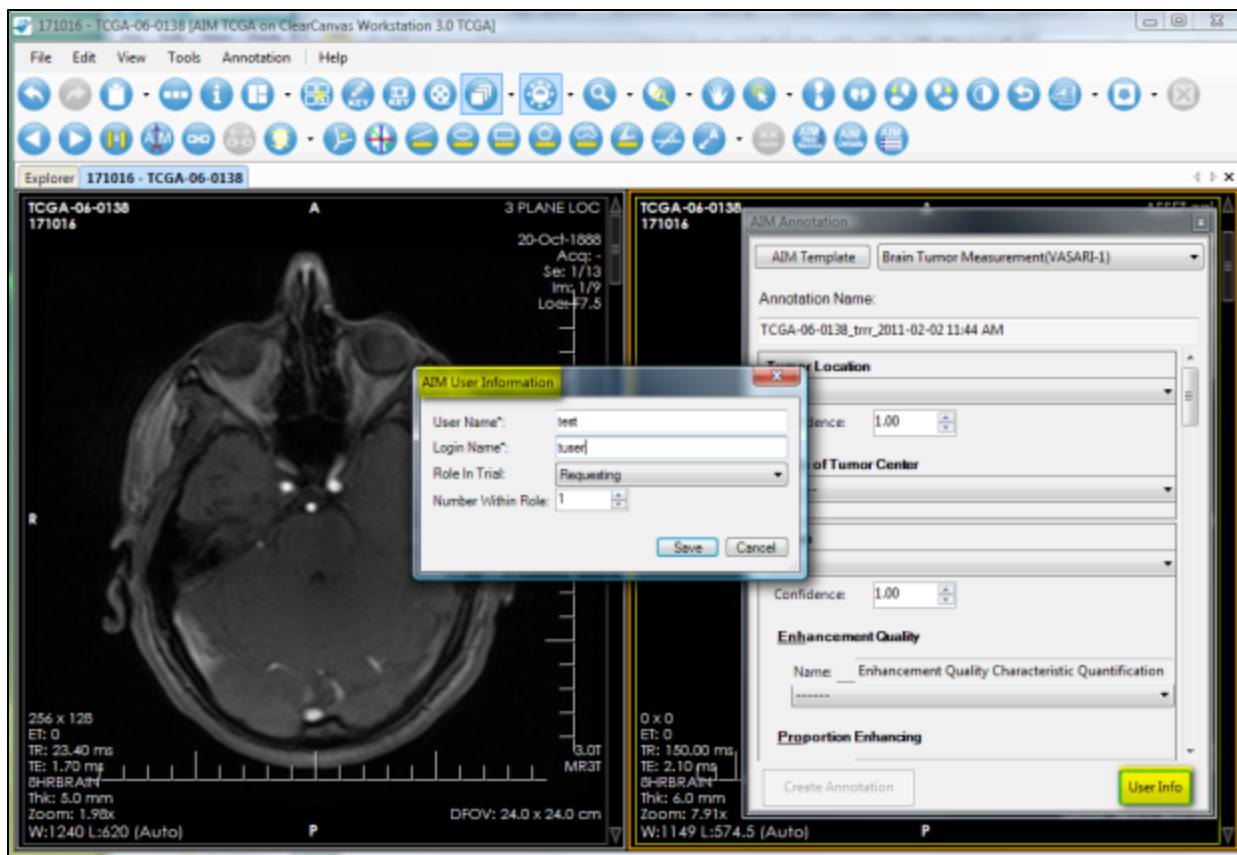 171016 - TCGA-06-0138 [AIM TCGA on ClearCanvas Workstation 3.0 TCGA]
File Edit View Tools Annotation Help
KEY KEY
AIM AIM Details AIM
Explorer 171016 - TCGA-06-0138
TCGA-06-0138 A 3 PLANE LOC
171016
20-Oct-1888
Acq: -
Se: 1/13
Im: 1/9
Loc: F7.5
R
256 x 128
ET: 0
TR: 23.40 ms
TE: 1.70 ms
8HRBRAIN
Thk: 5.0 mm
Zoom: 1.98x
W:1240 L:620 (Auto)
P
3.0T
MR3T
DFOV: 24.0 x 24.0 cm
TCGA-06-0138
171016
0 x 0
ET: 0
TR: 150.00 ms
TE: 2.10 ms
8HRBRAIN
Thk: 6.0 mm
Zoom: 7.91x
W:1149 L:574.5 (Auto)
P
AIM Annotation
AIM Template Brain Tumor Measurement(VASARI-1)
Annotation Name:
TCGA-06-0138_trrr_2011-02-02 11:44 AM
Location
1.00
of Tumor Center
Confidence: 1.00
Enhancement Quality
Name: Enhancement Quality Characteristic Quantification
------
Proportion Enhancing
Create Annotation User Info
AIM User Information
User Name*: test
Login Name*: tuser
Role In Trial: Requesting
Number Within Role: 1
Save Cancel